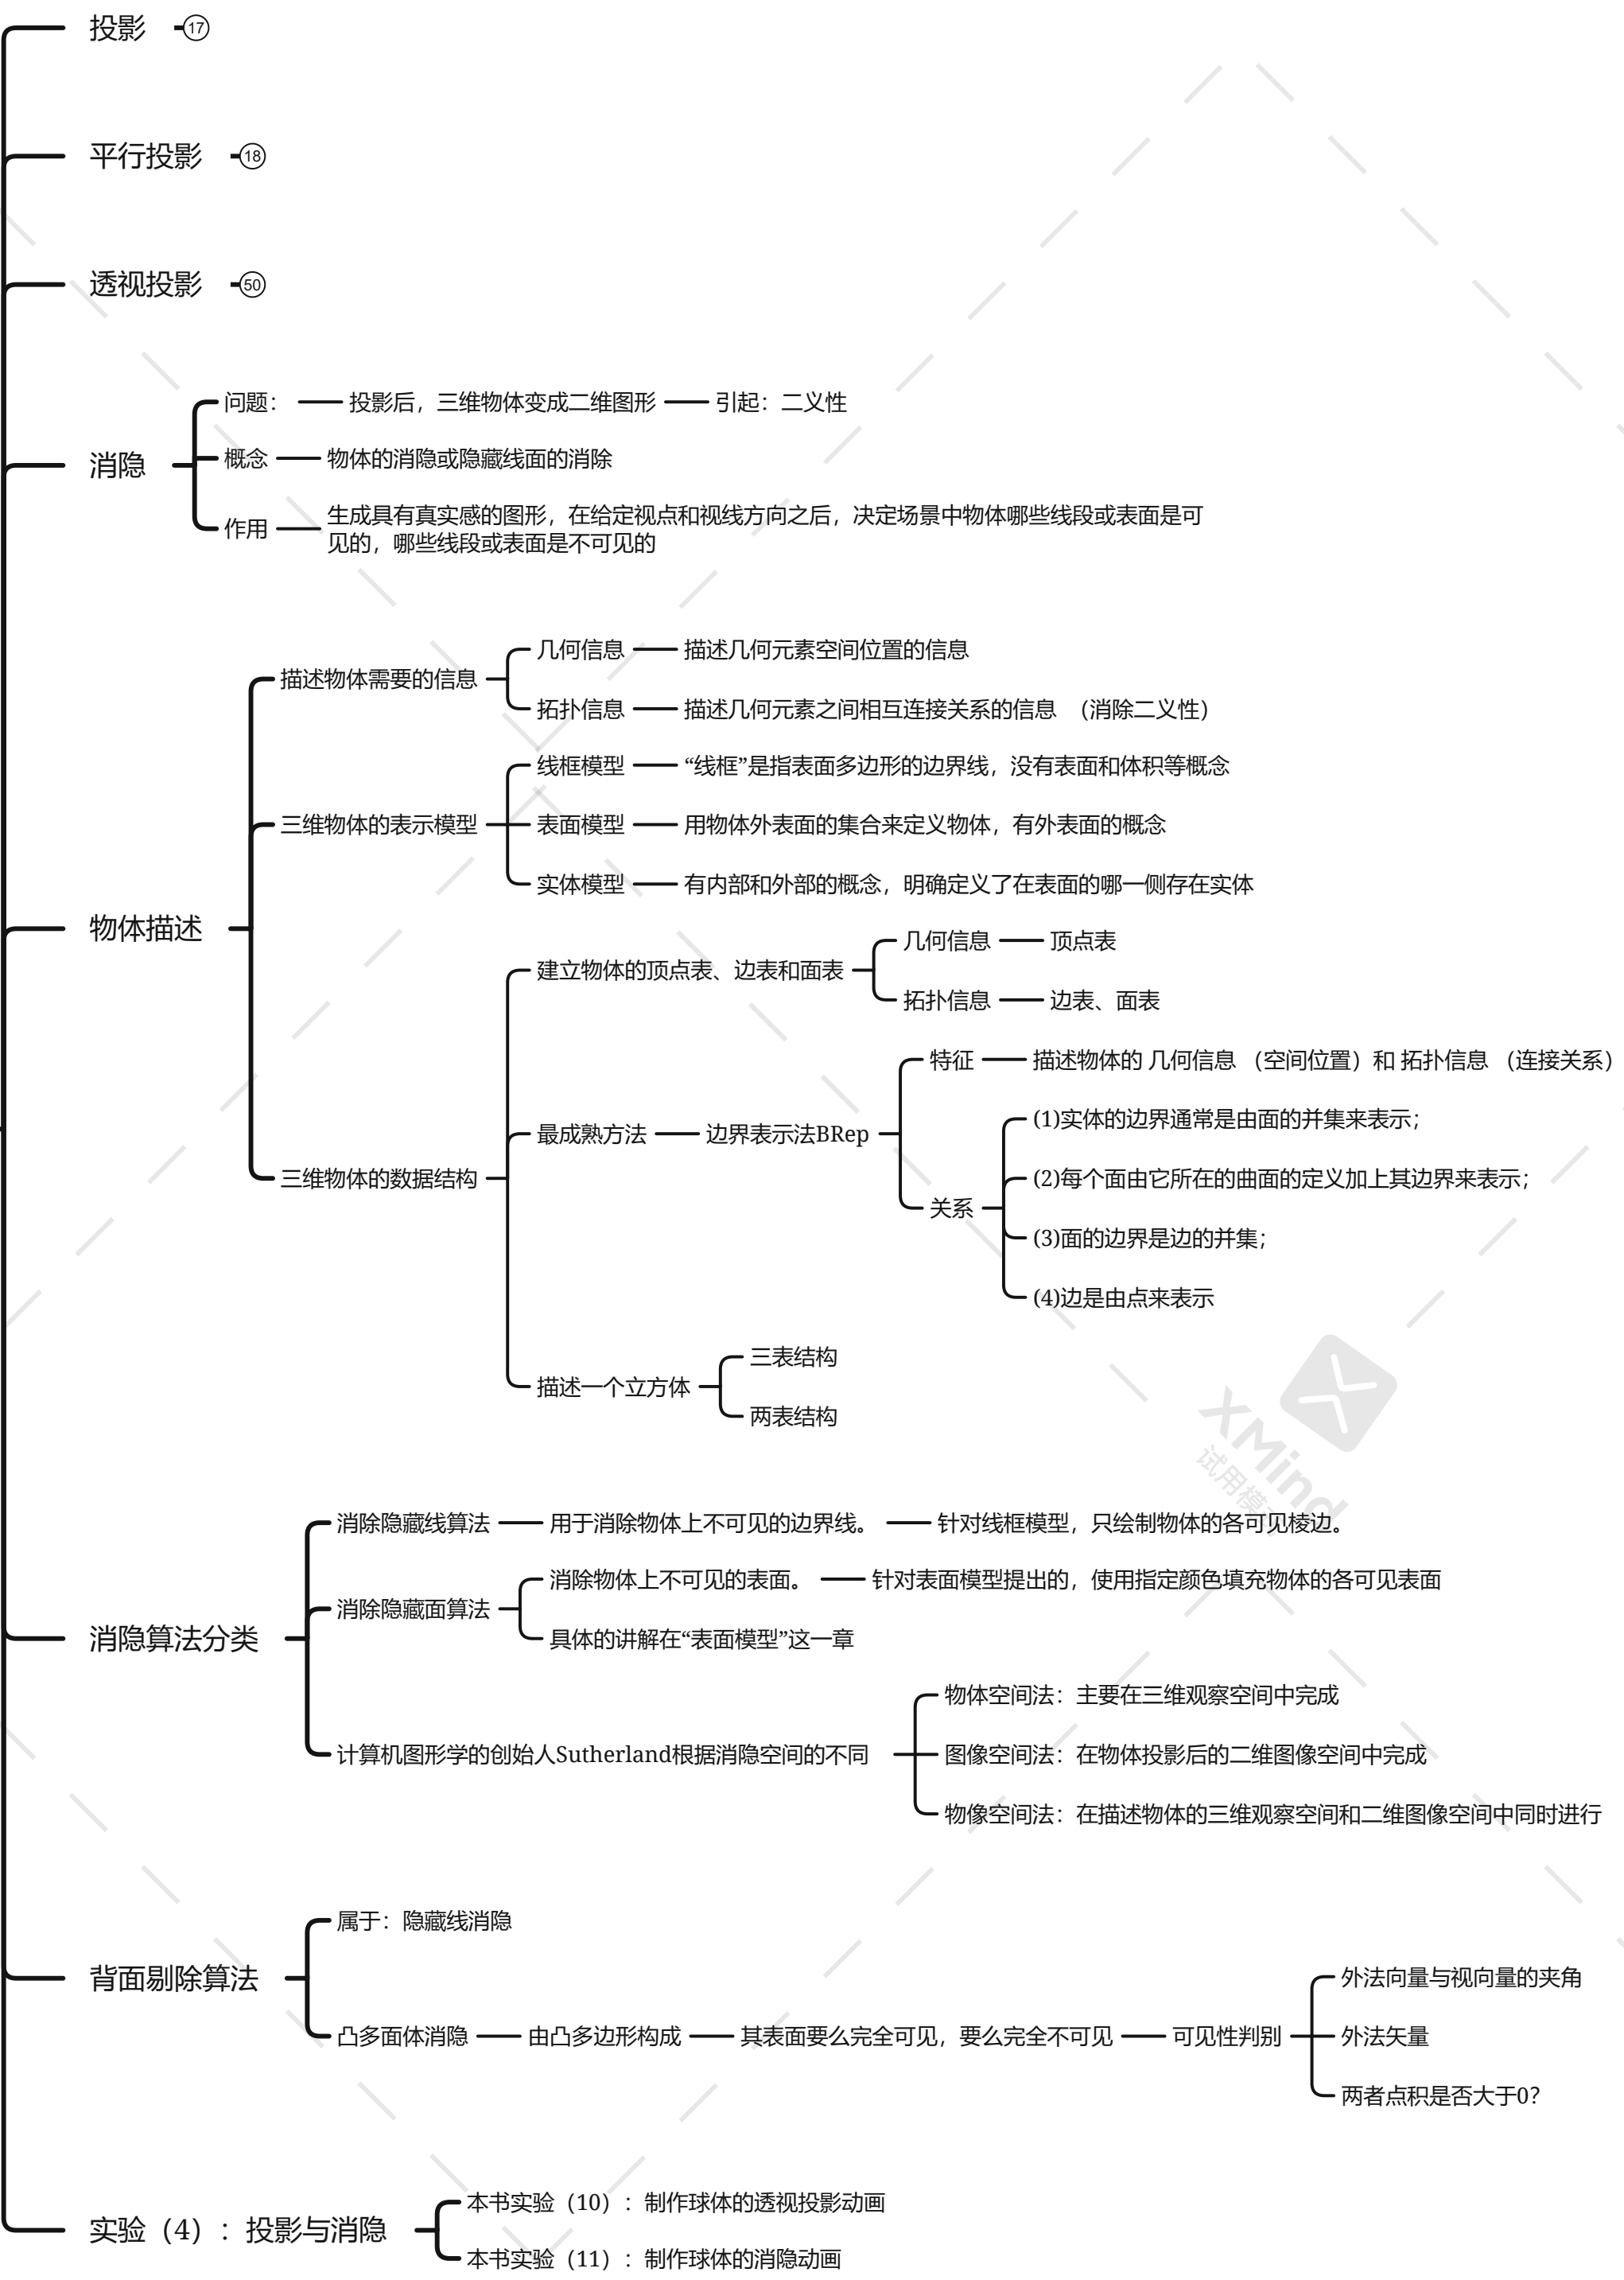 投影 17
平行投影 18
透视投影 50
消隐
问题： 投影后，三维物体变成二维图形 引起：二义性
概念 物体的消隐或隐藏线面的消除
作用 生成具有真实感的图形，在给定视点和视线方向之后，决定场景中物体哪些线段或表面是可
见的，哪些线段或表面是不可见的
物体描述
描述物体需要的信息
几何信息 描述几何元素空间位置的信息
拓扑信息 描述几何元素之间相互连接关系的信息 （消除二义性）
三维物体的表示模型
线框模型 “线框”是指表面多边形的边界线，没有表面和体积等概念
表面模型 用物体外表面的集合来定义物体，有外表面的概念
实体模型 有内部和外部的概念，明确定义了在表面的哪一侧存在实体
三维物体的数据结构
建立物体的顶点表、边表和面表
几何信息 顶点表
拓扑信息 边表、面表
最成熟方法 边界表示法BRep
特征 描述物体的 几何信息 （空间位置）和 拓扑信息 （连接关系）
关系
(1)实体的边界通常是由面的并集来表示；
(2)每个面由它所在的曲面的定义加上其边界来表示；
(3)面的边界是边的并集；
(4)边是由点来表示
描述一个立方体
三表结构
两表结构
XMind
试用模
消隐算法分类
消除隐藏线算法 用于消除物体上不可见的边界线。 针对线框模型，只绘制物体的各可见棱边。
消除隐藏面算法
消除物体上不可见的表面。 针对表面模型提出的，使用指定颜色填充物体的各可见表面
具体的讲解在“表面模型”这一章
计算机图形学的创始人Sutherland根据消隐空间的不同
物体空间法：主要在三维观察空间中完成
图像空间法：在物体投影后的二维图像空间中完成
物像空间法：在描述物体的三维观察空间和二维图像空间中同时进行
背面剔除算法
属于：隐藏线消隐
凸多面体消隐 由凸多边形构成 其表面要么完全可见，要么完全不可见 可见性判别
外法向量与视向量的夹角
外法矢量
两者点积是否大于0？
实验（4）：投影与消隐
本书实验（10）：制作球体的透视投影动画
本书实验（11）：制作球体的消隐动画